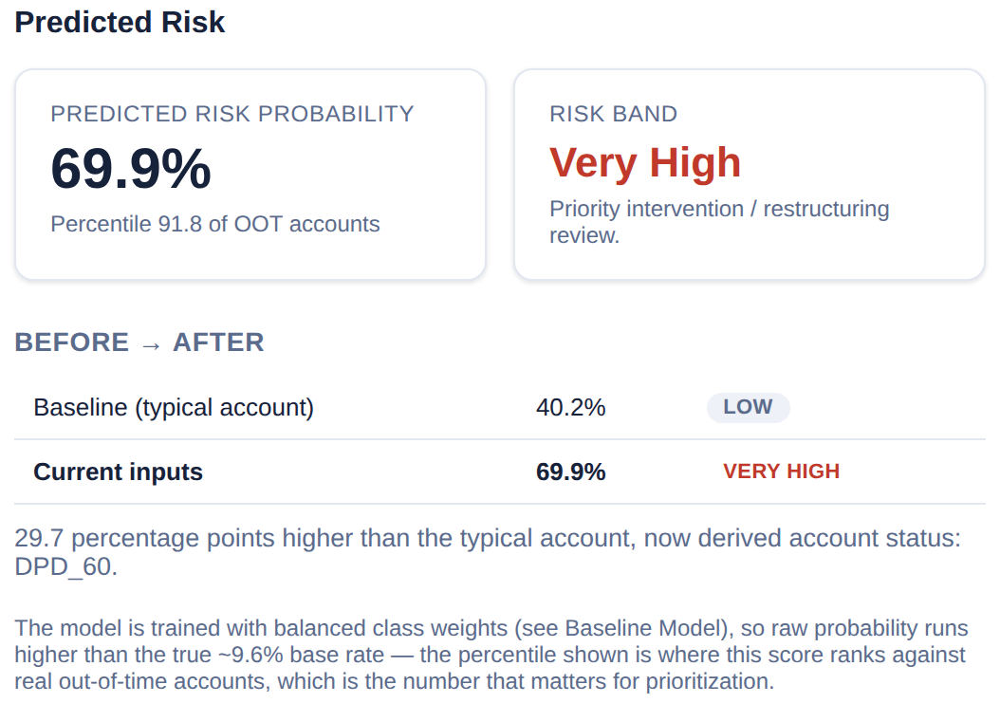 Predicted Risk
PREDICTED RISK PROBABILITY
69.9%
Percentile 91.8 of OOT accounts
RISK BAND
Very High
Priority intervention / restructuring
review.
BEFORE → AFTER
Baseline (typical account) 40.2% LOW
Current inputs 69.9% VERY HIGH
29.7 percentage points higher than the typical account, now derived account status:
DPD_60.
The model is trained with balanced class weights (see Baseline Model), so raw probability runs
higher than the true ~9.6% base rate — the percentile shown is where this score ranks against
real out-of-time accounts, which is the number that matters for prioritization.